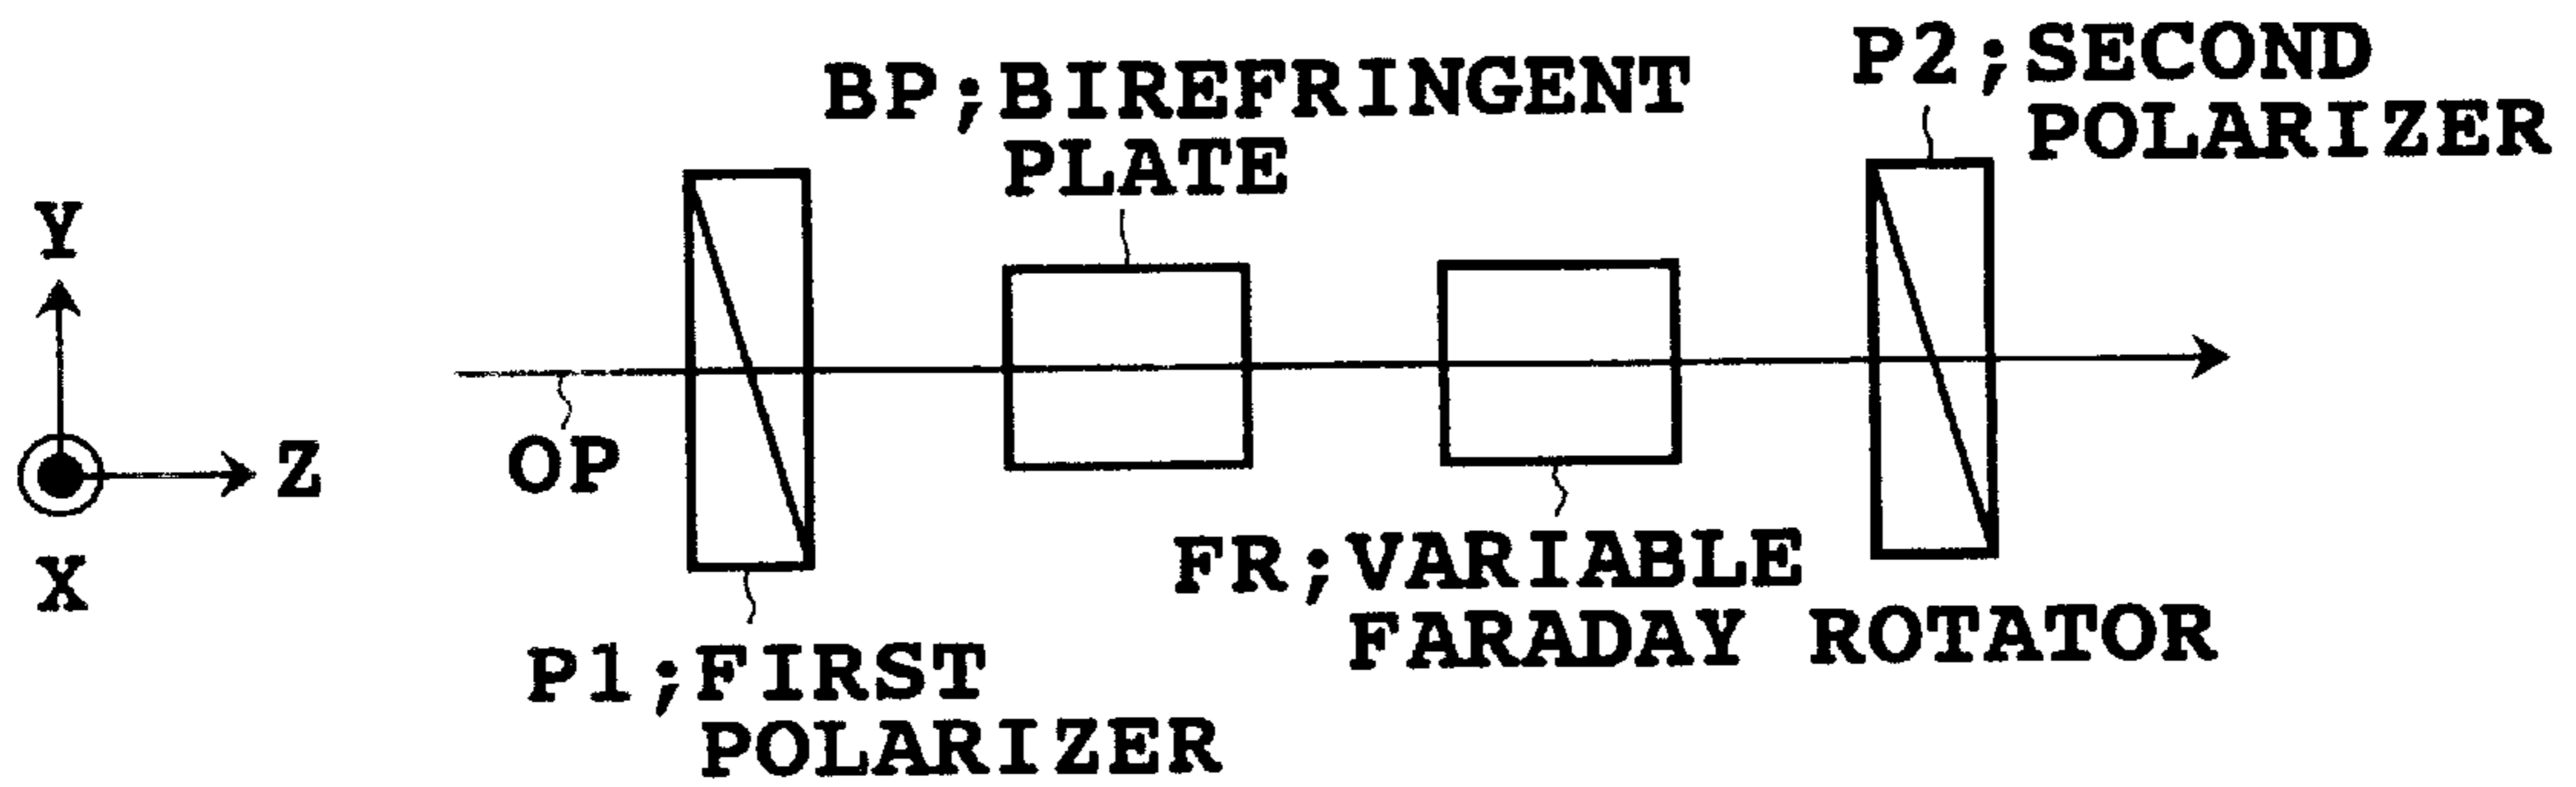 P2;SECOND
POLARIZER
BP;BIREFRINGENT
PLATE
Y
Z
X
OP
FR;VARIABLE
FARADAY ROTATOR
P1;FIRST
POLARIZER